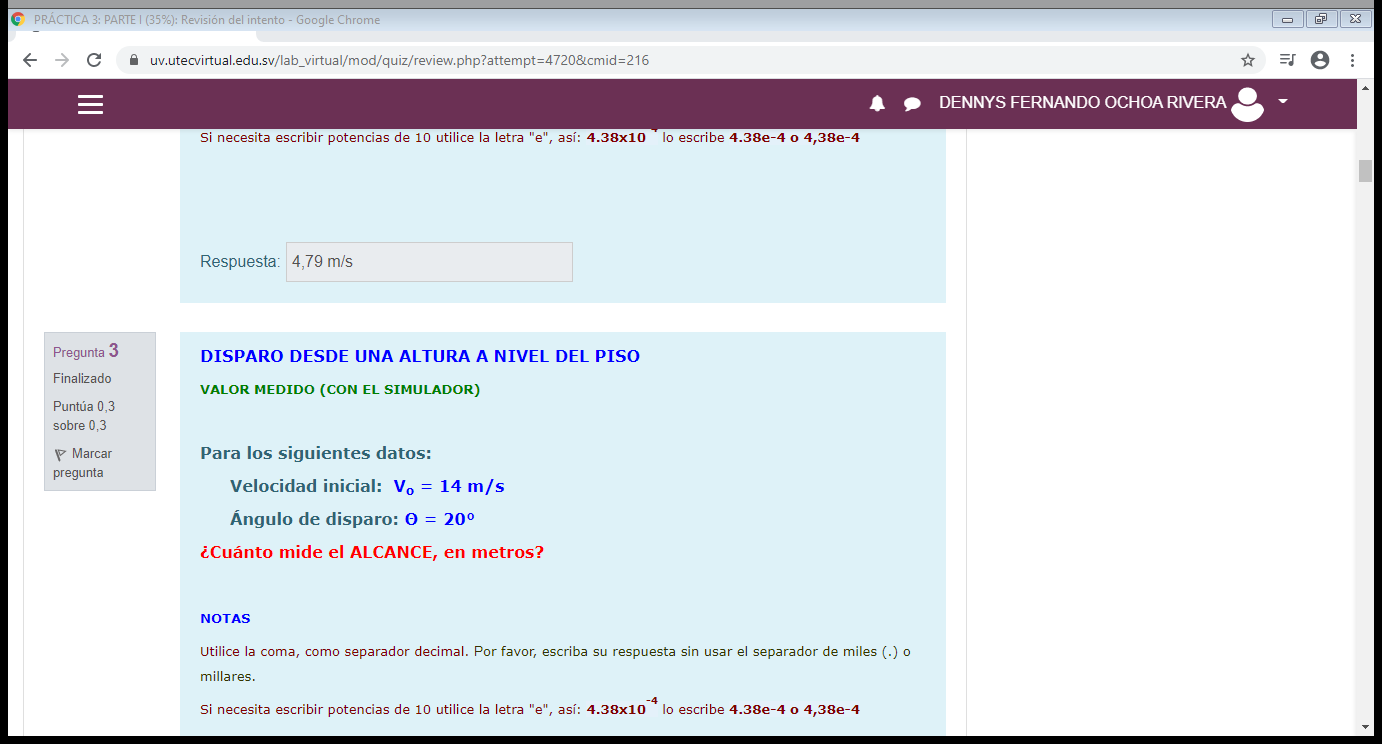 PRÁCTICA 3: PARTE I (35%): Revisión del intento - Google Chrome
uv.utecvirtual.edu.sv/lab_virtual/mod/quiz/review.php?attempt=4720&cmid=216
DENNYS FERNANDO OCHOA RIVERA
Si necesita escribir potencias de 10 utilice la letra "e", así: 4.38x10-4 lo escribe 4.38e-4 o 4,38e-4
Respuesta: 4,79 m/s
Pregunta 3
Finalizado
Puntúa 0,3
sobre 0,3
Marcar
pregunta
DISPARO DESDE UNA ALTURA A NIVEL DEL PISO
VALOR MEDIDO (CON EL SIMULADOR)
Para los siguientes datos:
Velocidad inicial: Vo = 14 m/s
Ángulo de disparo: Θ = 20º
¿Cuánto mide el ALCANCE, en metros?
NOTAS
Utilice la coma, como separador decimal. Por favor, escriba su respuesta sin usar el separador de miles (.) o
millares.
Si necesita escribir potencias de 10 utilice la letra "e", así: 4.38x10-4 lo escribe 4.38e-4 o 4,38e-4